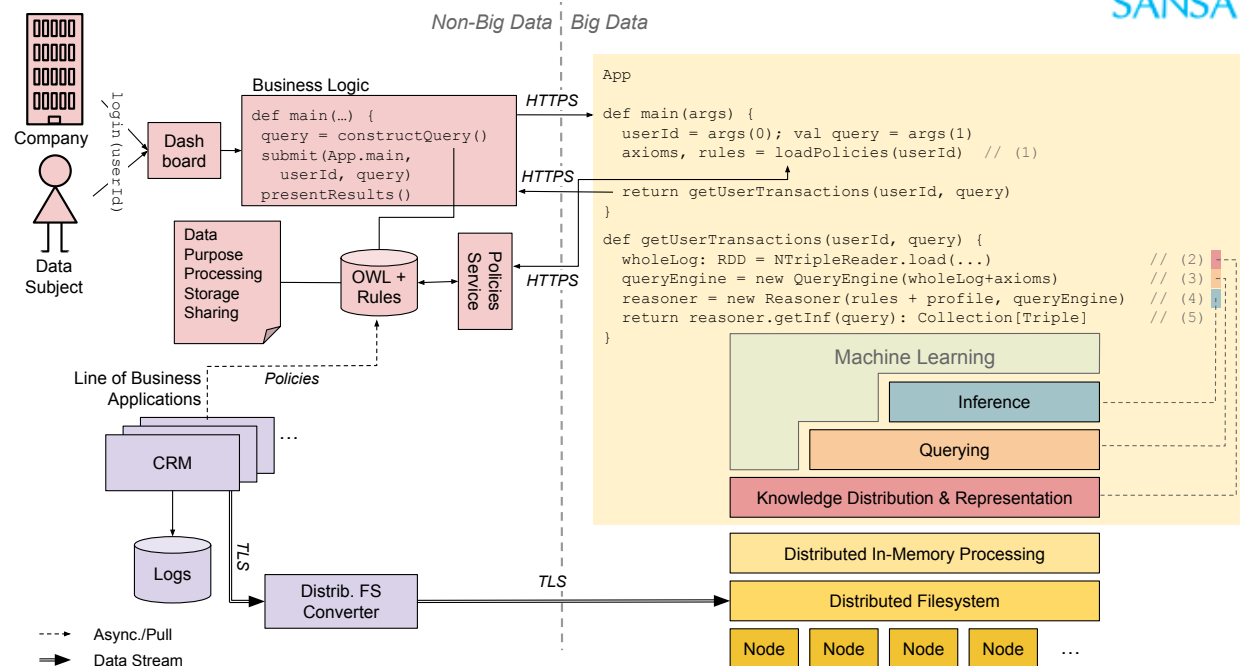 SANSA
Non-Big Data
Big Data
Company
login(userId)
Data
Subject
Dash
board
Business Logic
def main(…) {
query = constructQuery()
submit(App.main,
userId, query)
presentResults()
HTTPS
HTTPS
HTTPS
App
def main(args) {
userId = args(0); val query = args(1)
axioms, rules = loadPolicies(userId)  // (1)
return getUserTransactions(userId, query)
}
def getUserTransactions(userId, query) {
wholeLog: RDD = NTripleReader.load(...)  // (2)
queryEngine = new QueryEngine(wholeLog+axioms)  // (3)
reasoner = new Reasoner(rules + profile, queryEngine)  // (4)
return reasoner.getInf(query): Collection[Triple]  // (5)
}
Data
Purpose
Processing
Storage
Sharing
OWL +
Rules
Policies
Service
Policies
Line of Business
Applications
CRM
…
Logs
TLS
Distrib. FS
Converter
TLS
Machine Learning
Inference
Querying
Knowledge Distribution & Representation
Distributed In-Memory Processing
Distributed Filesystem
Node
Node
Node
Node
…
Async./Pull
Data Stream